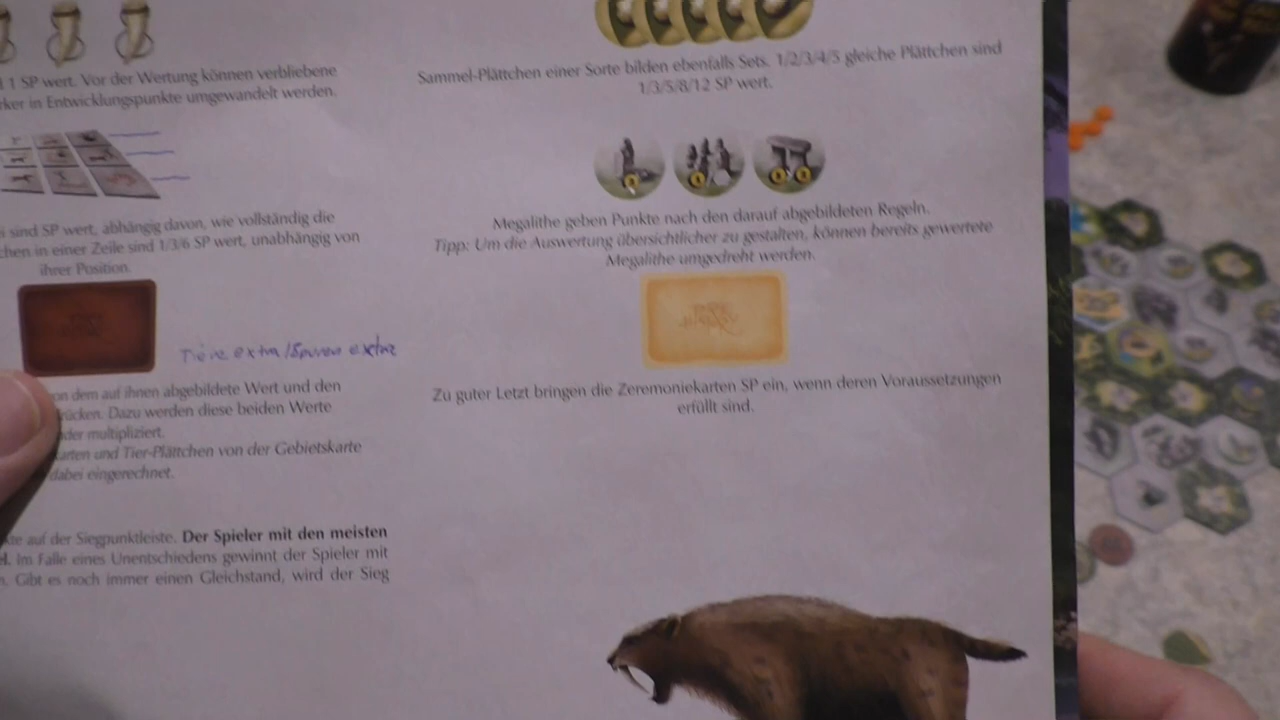 1 SP wert. Vor der Wertung können verbliebene
in Entwicklungspunkte umgewandelt werden.
sind SP wert, abhängig davon, wie vollständig die
in einer Zeile sind 1/3/6 SP wert, unabhängig von
ihrer Position.
Tiere extra/Spuren extra
dem auf ihnen abgebildete Wert und den
Dazu werden diese beiden Werte
multipliziert.
und Tier-Plättchen von der Gebietskarte
dabei eingerechnet.
auf der Siegpunktleiste. Der Spieler mit den meisten
Im Falle eines Unentschiedens gewinnt der Spieler mit
Gibt es noch immer einen Gleichstand, wird der Sieg
Sammel-Plättchen einer Sorte bilden ebenfalls Sets. 1/2/3/4/5 gleiche Plättchen sind
1/3/5/8/12 SP wert.
Megalithe geben Punkte nach den darauf abgebildeten Regeln.
Tipp: Um die Auswertung übersichtlicher zu gestalten, können bereits gewertete
Megalithe umgedreht werden.
Zu guter Letzt bringen die Zeremoniekarten SP ein, wenn deren Voraussetzungen
erfüllt sind.